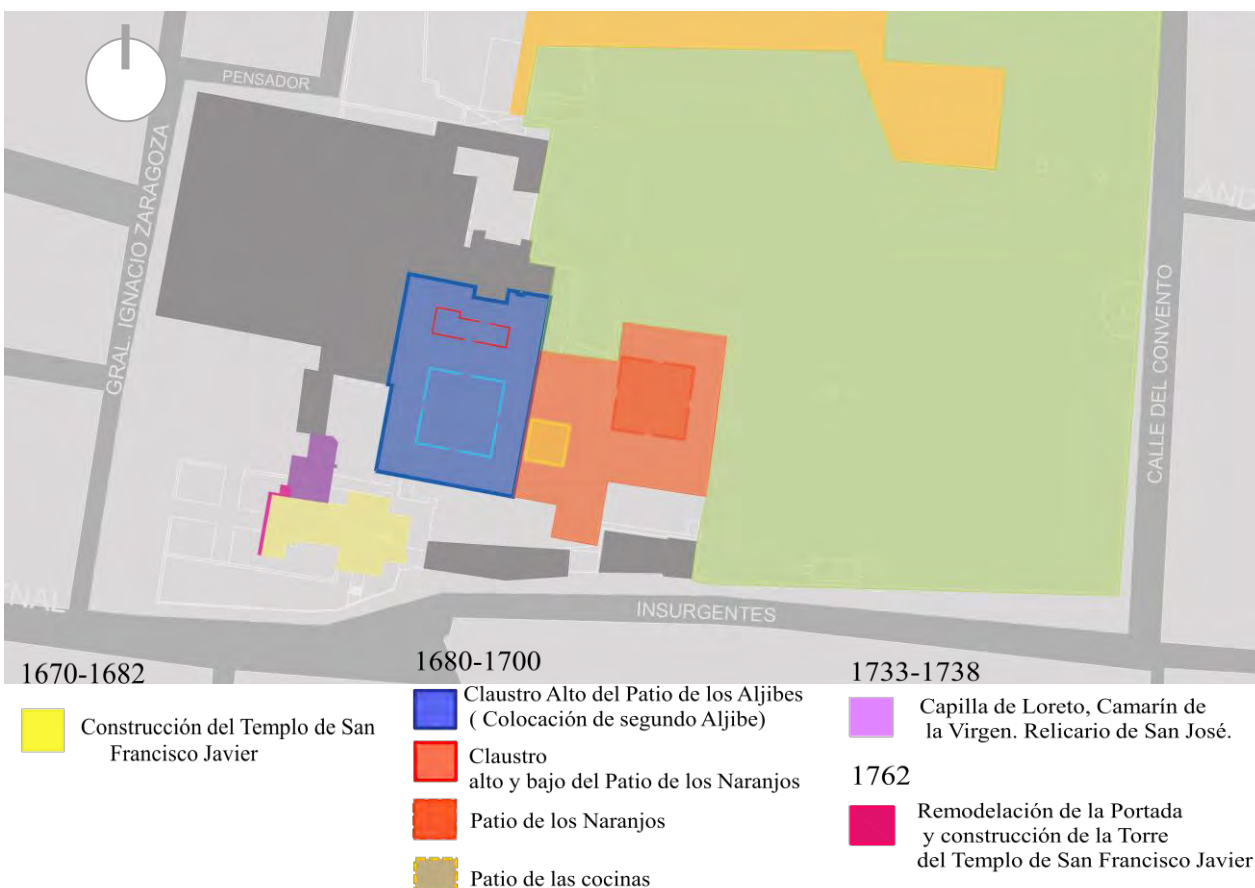 PENSADOR
GRAL. IGNACIO ZARAGOZA
CALLE DEL CONVENTO
INSURGENTES
1670-1682
Construcción del Templo de San
Francisco Javier
1680-1700
Claustro Alto del Patio de los Aljibes
( Colocación de segundo Aljibe)
Claustro
alto y bajo del Patio de los Naranjos
Patio de los Naranjos
Patio de las cocinas
1733-1738
Capilla de Loreto, Camarín de
la Virgen. Relicario de San José.
1762
Remodelación de la Portada
y construcción de la Torre
del Templo de San Francisco Javier